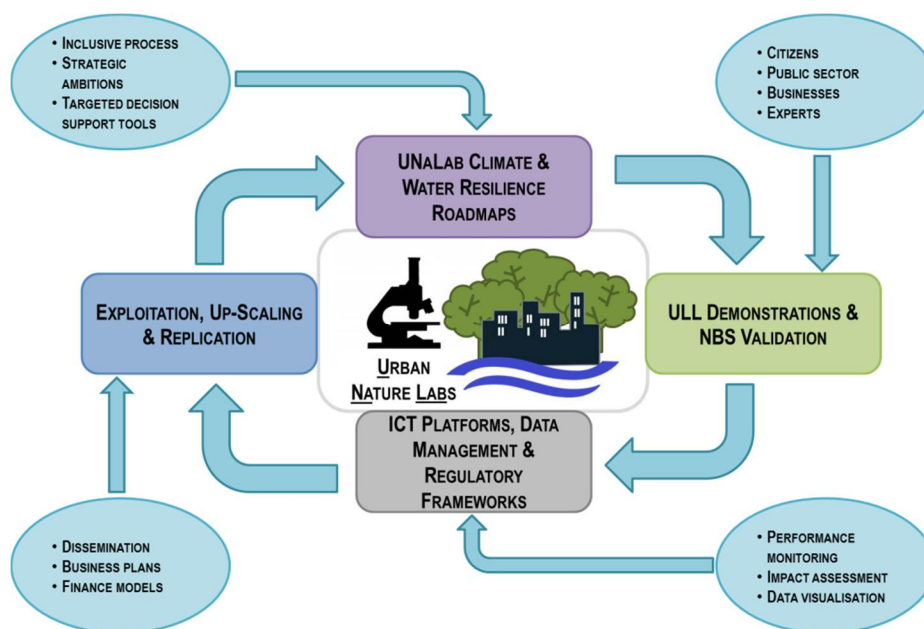 • INCLUSIVE PROCESS
• STRATEGIC
AMBITIONS
• TARGETED DECISION
SUPPORT TOOLS
• CITIZENS
• PUBLIC SECTOR
• BUSINESSES
• EXPERTS
UNALAB CLIMATE &
WATER RESILIENCE
ROADMAPS
EXPLOITATION, UP-SCALING
& REPLICATION
URBAN
NATURE LABS
ULL DEMONSTRATIONS &
NBS VALIDATION
ICT PLATFORMS, DATA
MANAGEMENT &
REGULATORY
FRAMEWORKS
• DISSEMINATION
• BUSINESS PLANS
• FINANCE MODELS
• PERFORMANCE
MONITORING
• IMPACT ASSESSMENT
• DATA VISUALISATION